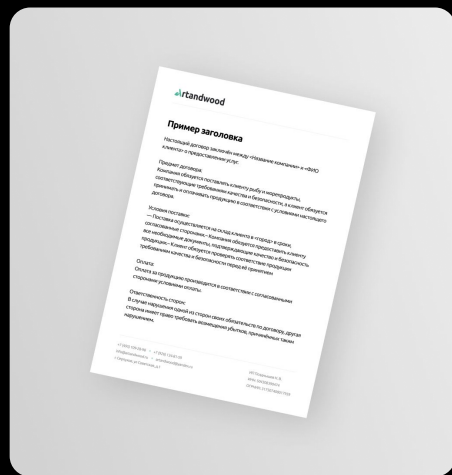 Artandwood
Пример заголовка
Настоящий договор заключён между «Название компании» и «ФИО
клиента» о предоставлении услуг.
Предмет договора:
Компания обязуется поставлять клиенту рыбу и морепродукты,
соответствующие требованиям качества и безопасности, а клиент обязуется
принимать и оплачивать продукцию в соответствии с условиями настоящего
договора.
Условия поставки:
— Поставка осуществляется на склад клиента в «город» в сроки,
согласованные сторонами.– Компания обязуется предоставить клиенту
все необходимые документы, подтверждающие качество и безопасность
продукции.– Клиент обязуется проверять соответствие продукции
требованиям качества и безопасности перед её принятием
Оплата:
Оплата за продукцию производится в соответствии с согласованными
сторонами условиями оплаты.
Ответственность сторон:
В случае нарушения одной из сторон своих обязательств по договору, другая
сторона имеет право требовать возмещения убытков, причинённых таким
нарушением.